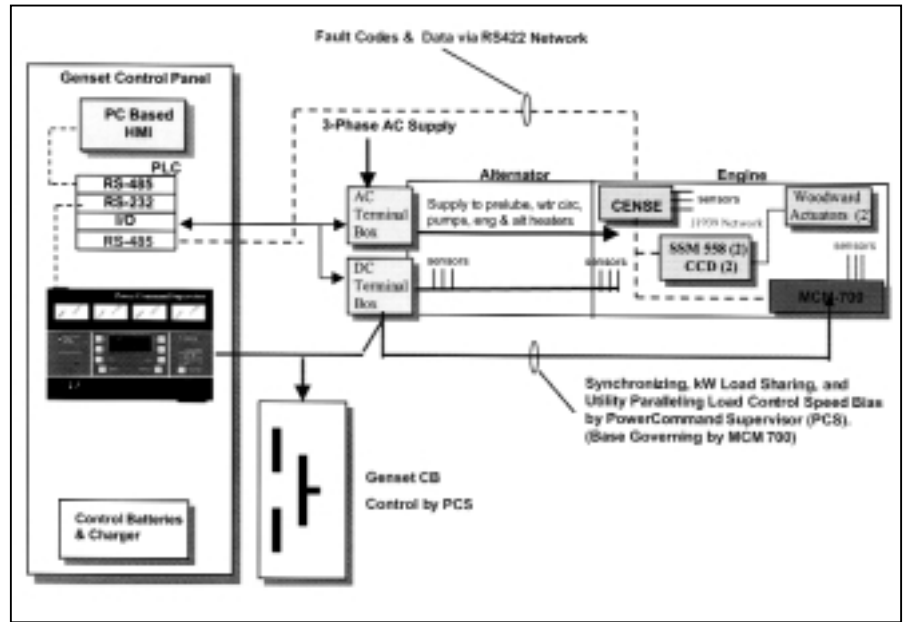 Fault Codes & Data via RS422 Network
Genset Control Panel
PC Based
HMI
3-Phase AC Supply
PLC
RS-485
RS-232
I/O
RS-485
AC
Terminal
Box
Alternator
Engine
Supply to prelube, wtr circ,
pumps, eng & alt heaters
CENSE
sensors
J1939 Network
Woodward
Actuators (2)
SSM 558 (2)
CCD (2)
sensors
DC
Terminal
Box
sensors
sensors
MCM-700
PowerCommand Supervisor
Synchronizing, kW Load Sharing, and
Utility Paralleling Load Control Speed Bias
by PowerCommand Supervisor (PCS).
(Base Governing by MCM 700)
Genset CB
Control by PCS
Control Batteries
& Charger